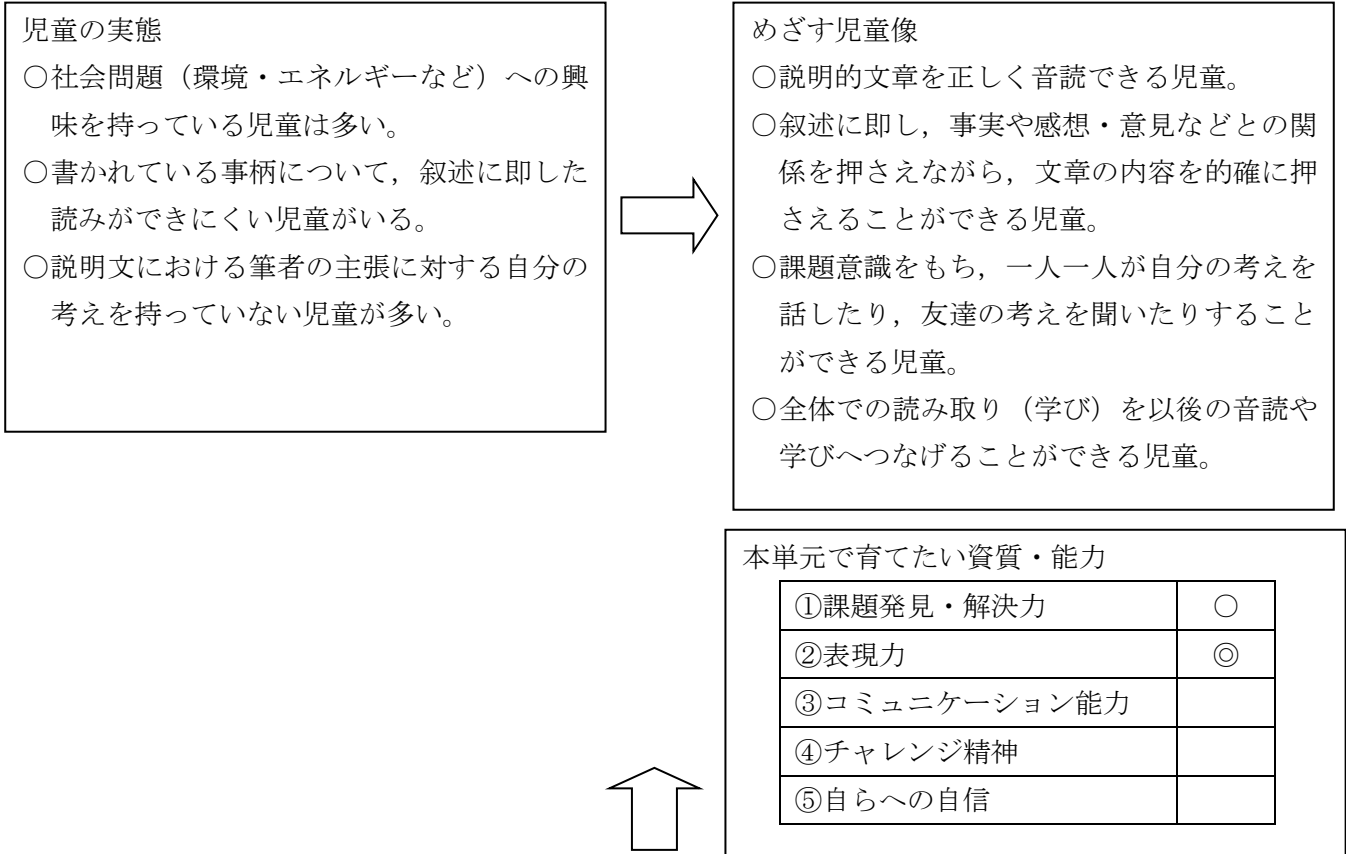 児童の実態
○社会問題（環境・エネルギーなど）への興
味を持っている児童は多い。
○書かれている事柄について，叙述に即した
読みができにくい児童がいる。
○説明文における筆者の主張に対する自分の
考えを持っていない児童が多い。
めざす児童像
○説明的文章を正しく音読できる児童。
○叙述に即し，事実や感想・意見などとの関
係を押さえながら，文章の内容を的確に押
さえることができる児童。
○課題意識をもち，一人一人が自分の考えを
話したり，友達の考えを聞いたりすること
ができる児童。
○全体での読み取り（学び）を以後の音読や
学びへつなげることができる児童。
本単元で育てたい資質・能力
①課題発見・解決力 ○
②表現力 ◎
③コミュニケーション能力
④チャレンジ精神
⑤自らへの自信